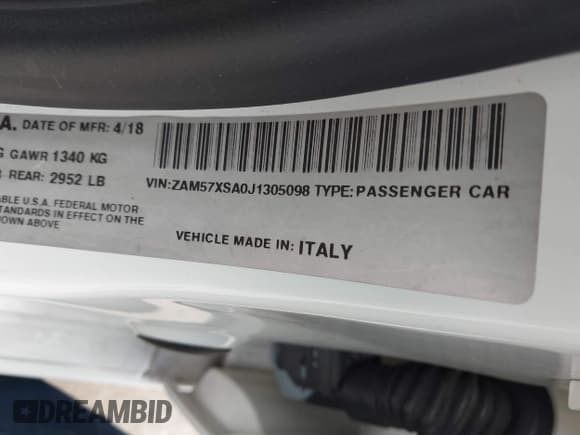 A. DATE OF MFR: 4/18
G GAWR 1340 KG
B REAR: 2952 LB
VIN:ZAM57XSA0J1305098 TYPE: PASSENGER CAR
ABLE U.S.A. FEDERAL MOTOR
STANDARDS IN EFFECT ON THE
OWN ABOVE
VEHICLE MADE IN: ITALY
DREAMBID